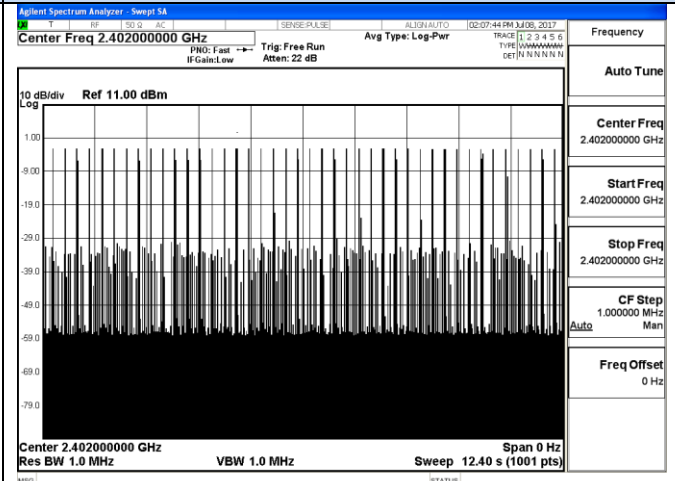 Agilent Spectrum Analyzer - Swept SA
LXI T RF 50 Ω AC SENSE:PULSE ALIGN AUTO 02:07:44 PM Jul 08, 2017
Center Freq 2.402000000 GHz
PNO: Fast Trig: Free Run
IFGain:Low Atten: 22 dB
Avg Type: Log-Pwr
TRACE 1 2 3 4 5 6
TYPE
DET N N N N N N
10 dB/div Ref 11.00 dBm
Log
1.00
-9.00
-19.0
-29.0
-39.0
-49.0
-59.0
-69.0
-79.0
Center 2.402000000 GHz Span 0 Hz
Res BW 1.0 MHz VBW 1.0 MHz Sweep 12.40 s (1001 pts)
MSG STATUS
Frequency
Auto Tune
Center Freq
2.402000000 GHz
Start Freq
2.402000000 GHz
Stop Freq
2.402000000 GHz
CF Step
1.000000 MHz
Auto Man
Freq Offset
0 Hz